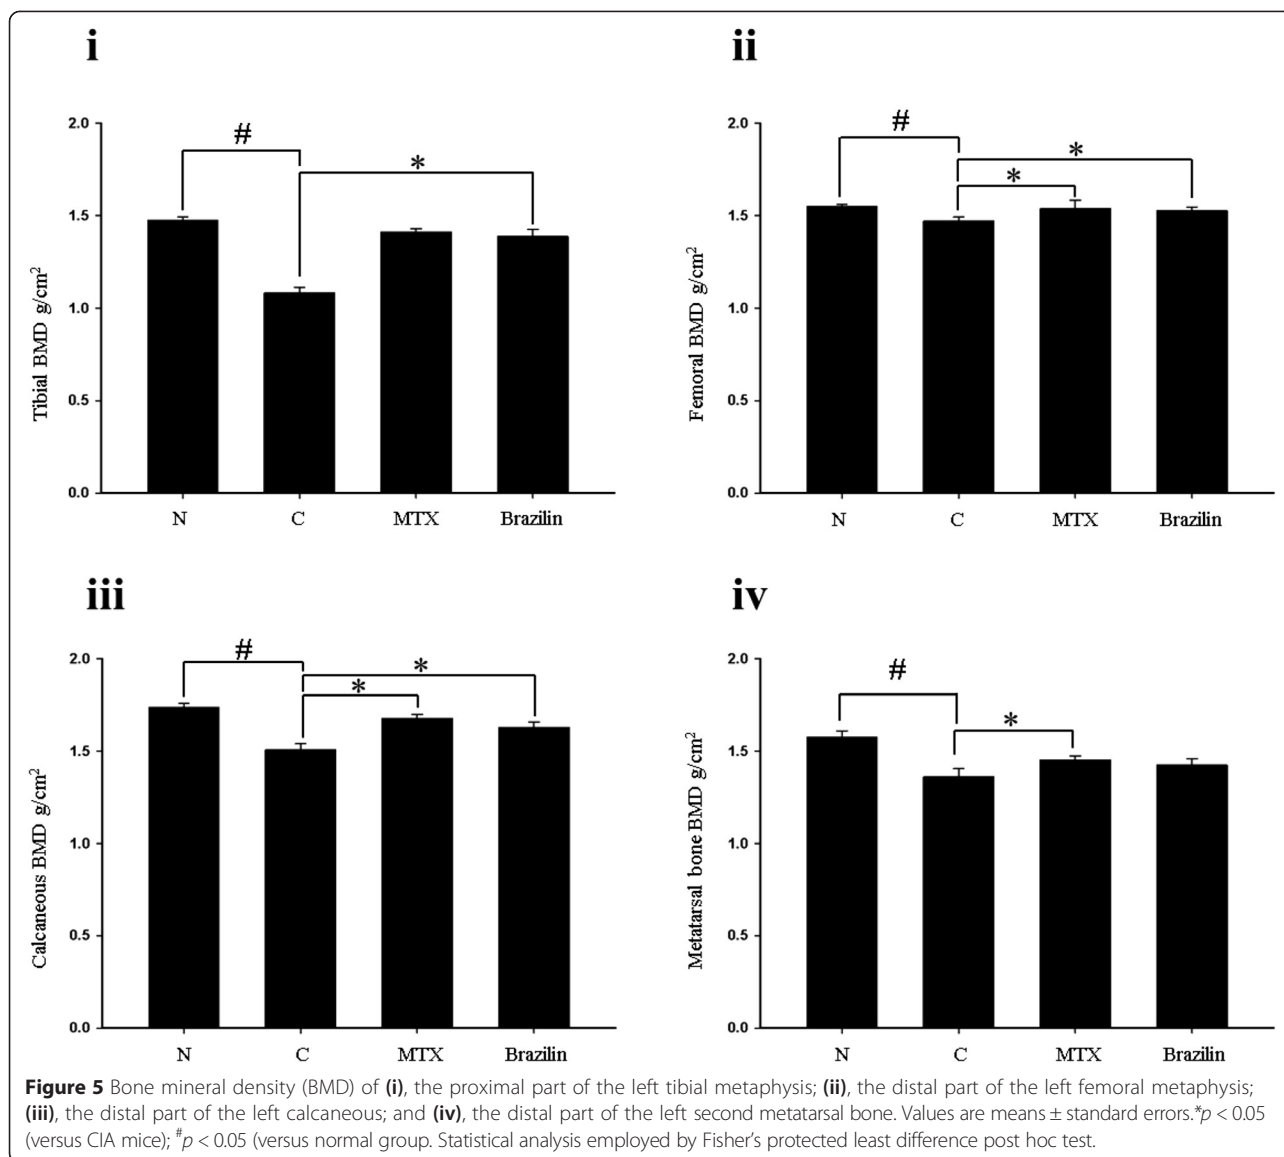 i
#
*
2.0
1.5
1.0
0.5
0.0
Tibial BMD g/cm²
N C MTX Brazilin
ii
#
*
*
2.0
1.5
1.0
0.5
0.0
Femoral BMD g/cm²
N C MTX Brazilin
iii
#
*
*
2.0
1.5
1.0
0.5
0.0
Calcaneous BMD g/cm²
N C MTX Brazilin
iv
#
*
2.0
1.5
1.0
0.5
0.0
Metatarsal bone BMD g/cm²
N C MTX Brazilin
Figure 5 Bone mineral density (BMD) of (i), the proximal part of the left tibial metaphysis; (ii), the distal part of the left femoral metaphysis;
(iii), the distal part of the left calcaneous; and (iv), the distal part of the left second metatarsal bone. Values are means ± standard errors.*p < 0.05
(versus CIA mice); #p < 0.05 (versus normal group. Statistical analysis employed by Fisher's protected least difference post hoc test.